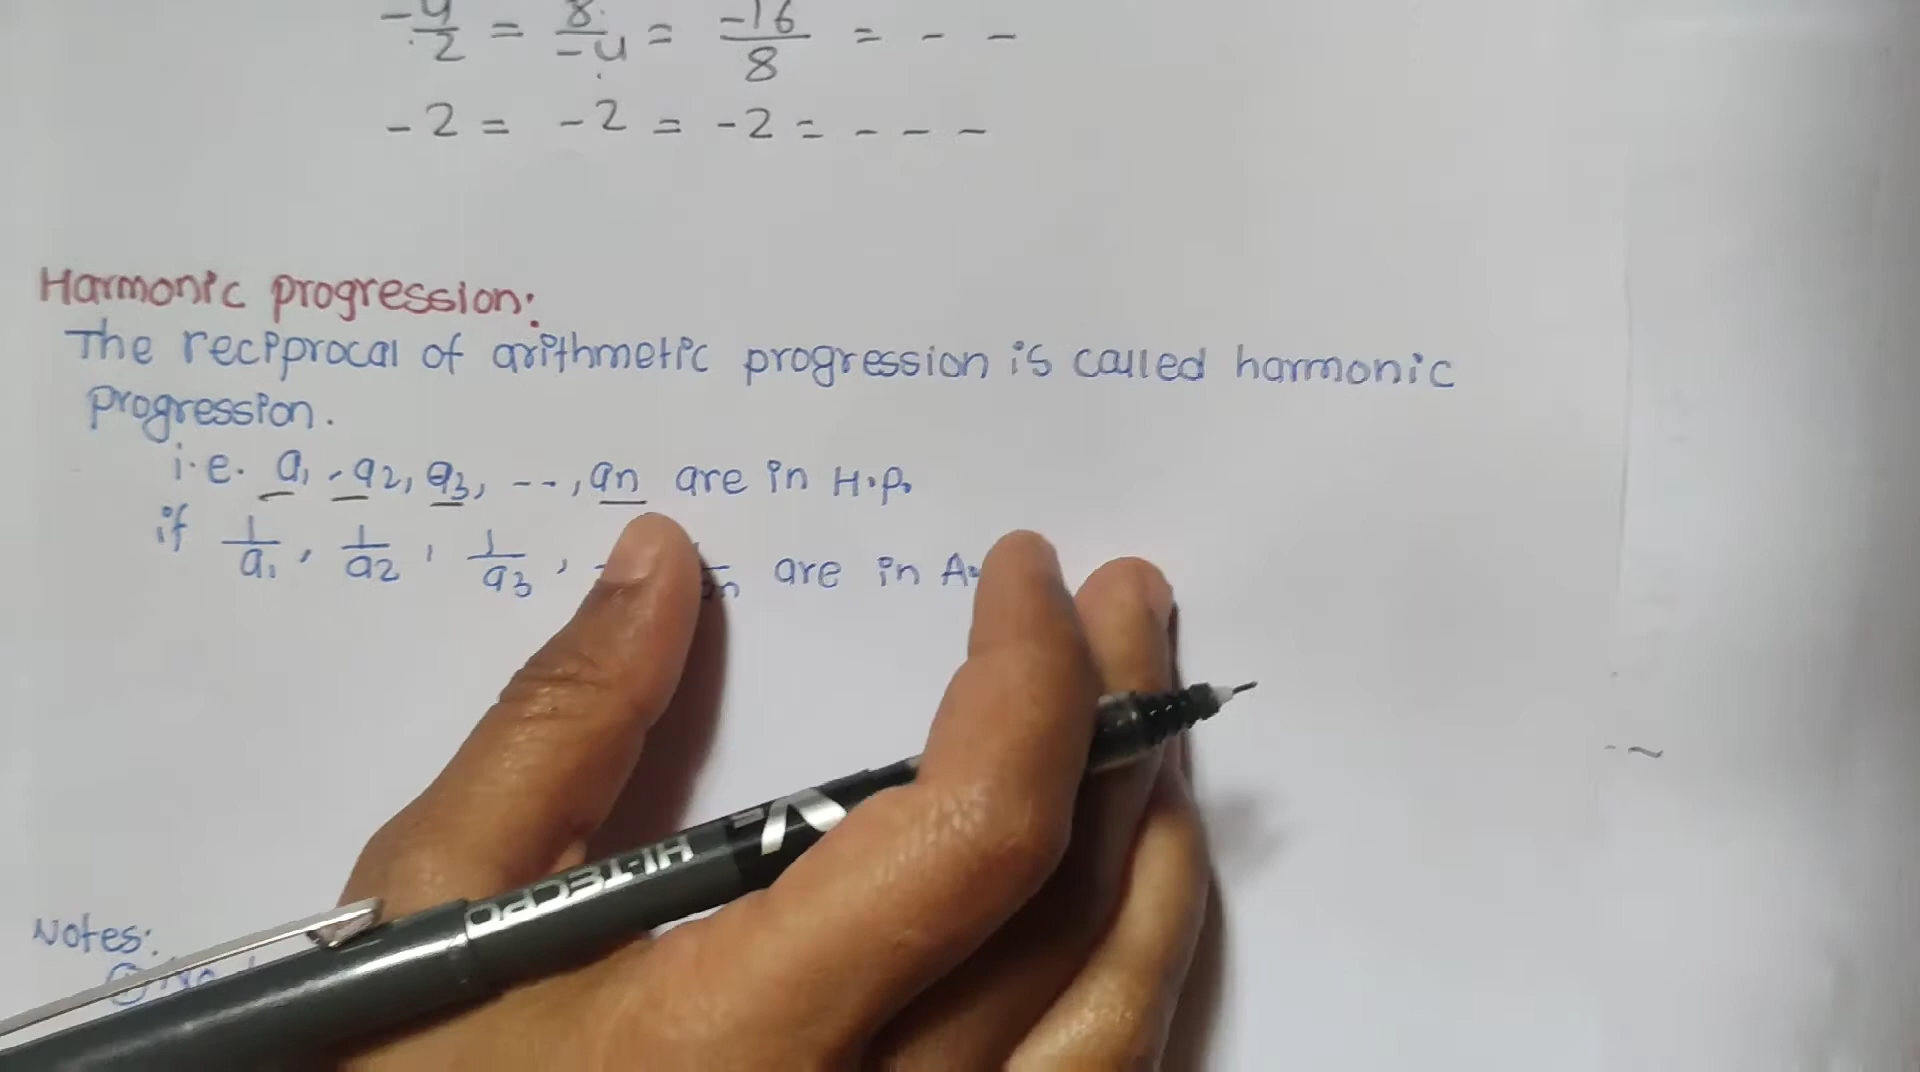 -4/2 = 8/-4 = -16/8 = - -
-2 = -2 = -2 = - - -
Harmonic progression:
The reciprocal of arithmetic progression is called harmonic
progression.
i.e. a1, a2, a3, --, an are in H.P.
if 1/a1, 1/a2, 1/a3, are in A.
Notes:
①
V
HI-TECPO